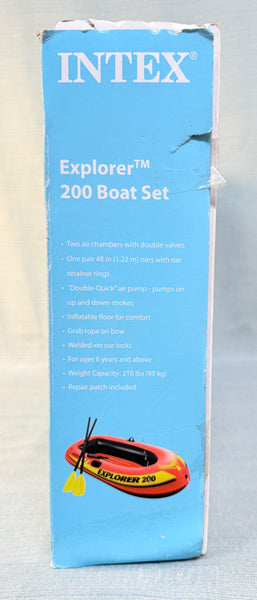 INTEX®
Explorer™
200 Boat Set
• Two air chambers with double valves
• One pair 48 in (1.22 m) oars with oar
retainer rings
• "Double-Quick" air pump - pumps on
up and down strokes
• Inflatable floor for comfort
• Grab rope on bow
• Welded-on oar locks
• For ages 6 years and above
• Weight Capacity: 210 lbs (95 kg)
• Repair patch included
EXPLORER 200